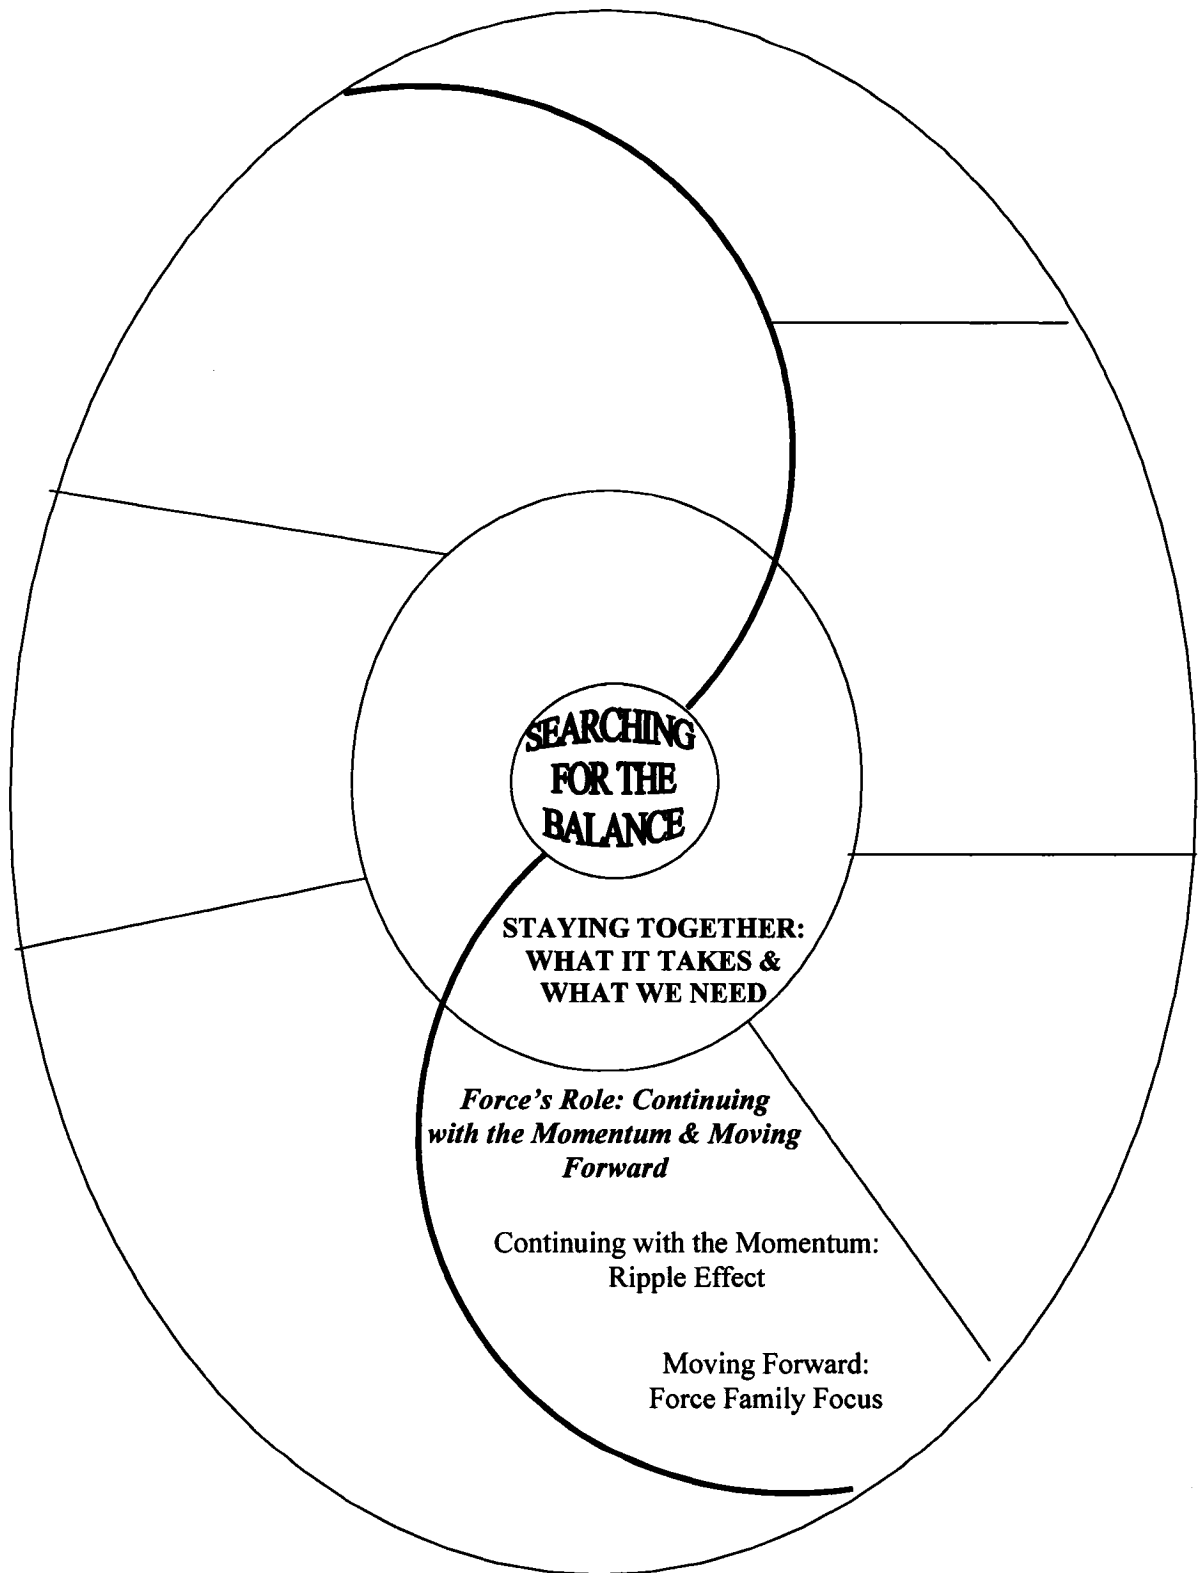 SEARCHING
FOR THE
BALANCE
STAYING TOGETHER:
WHAT IT TAKES &
WHAT WE NEED
Force's Role: Continuing
with the Momentum & Moving
Forward
Continuing with the Momentum:
Ripple Effect
Moving Forward:
Force Family Focus